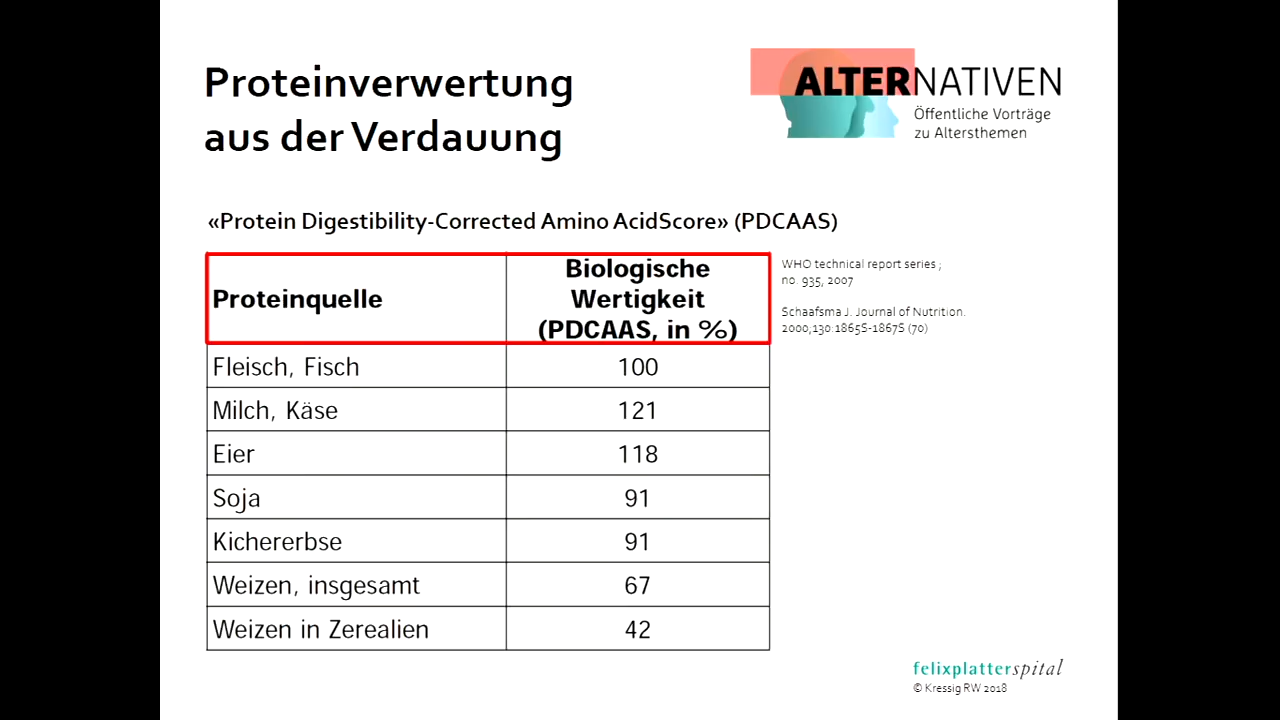 Proteinverwertung
aus der Verdauung
ALTERNATIVEN
Öffentliche Vorträge
zu Altersthemen
«Protein Digestibility-Corrected Amino AcidScore» (PDCAAS)
Proteinquelle
Biologische
Wertigkeit
(PDCAAS, in %)
Fleisch, Fisch 100
Milch, Käse 121
Eier 118
Soja 91
Kichererbse 91
Weizen, insgesamt 67
Weizen in Zerealien 42
WHO technical report series ;
no. 935, 2007
Schaafsma J. Journal of Nutrition.
2000;130:1865S-1867S (70)
felixplatterspital
© Kressig RW 2018